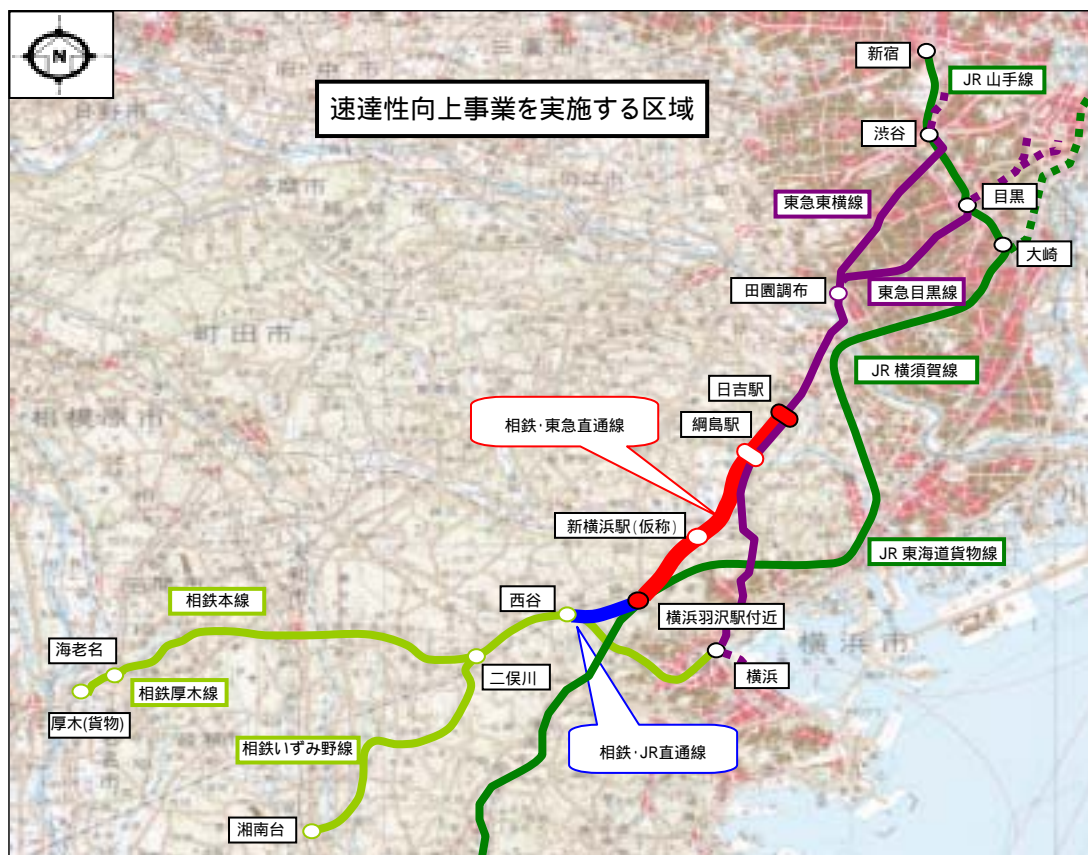 N
速達性向上事業を実施する区域
新宿
JR 山手線
渋谷
目黒
東急東横線
大崎
田園調布
東急目黒線
JR 横須賀線
日吉駅
相鉄・東急直通線
綱島駅
新横浜駅(仮称)
JR 東海道貨物線
相鉄本線
西谷
横浜羽沢駅付近
海老名
二俣川
横浜
相鉄厚木線
厚木(貨物)
相鉄いずみ野線
相鉄・JR直通線
湘南台
町田市
横浜市